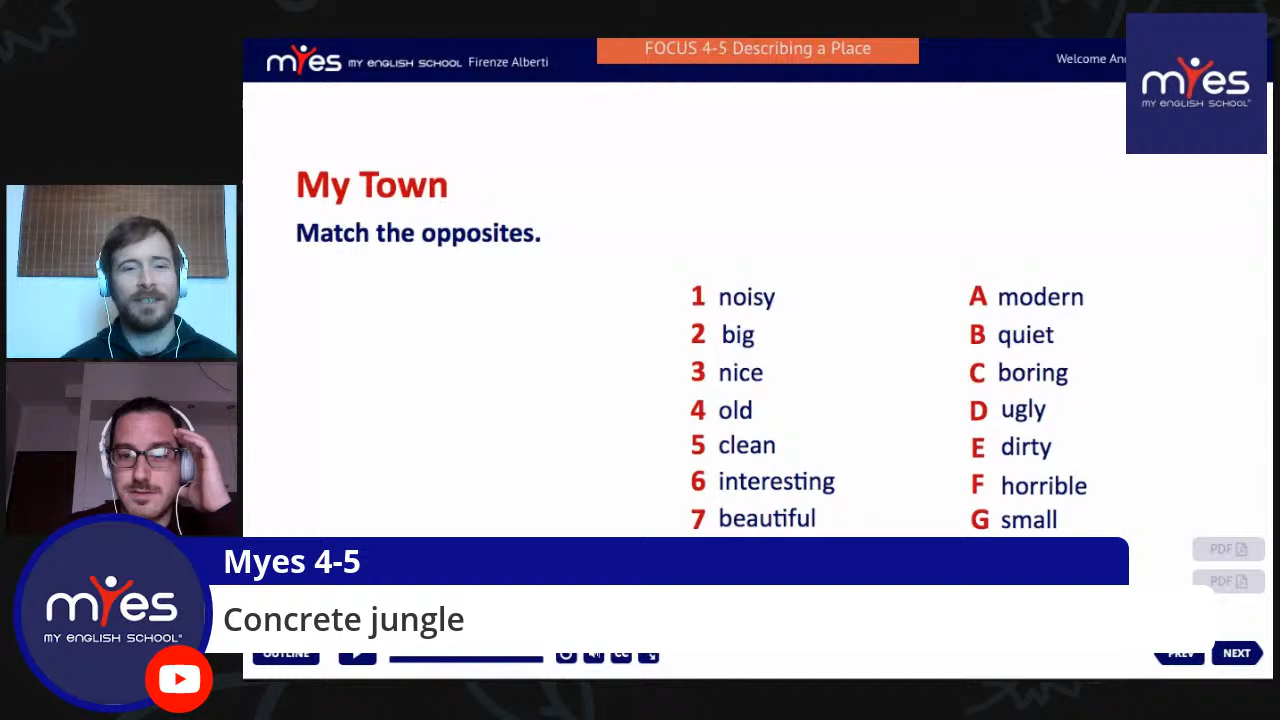 myes MY ENGLISH SCHOOL Firenze Alberti
FOCUS 4-5 Describing a Place
Welcome And
myes
MY ENGLISH SCHOOL®
My Town
Match the opposites.
1 noisy A modern
2 big B quiet
3 nice C boring
4 old D ugly
5 clean E dirty
6 interesting F horrible
7 beautiful G small
PDF
PDF
Myes 4-5
Concrete jungle
myes
MY ENGLISH SCHOOL®
OUTLINE
CC
PREV
NEXT